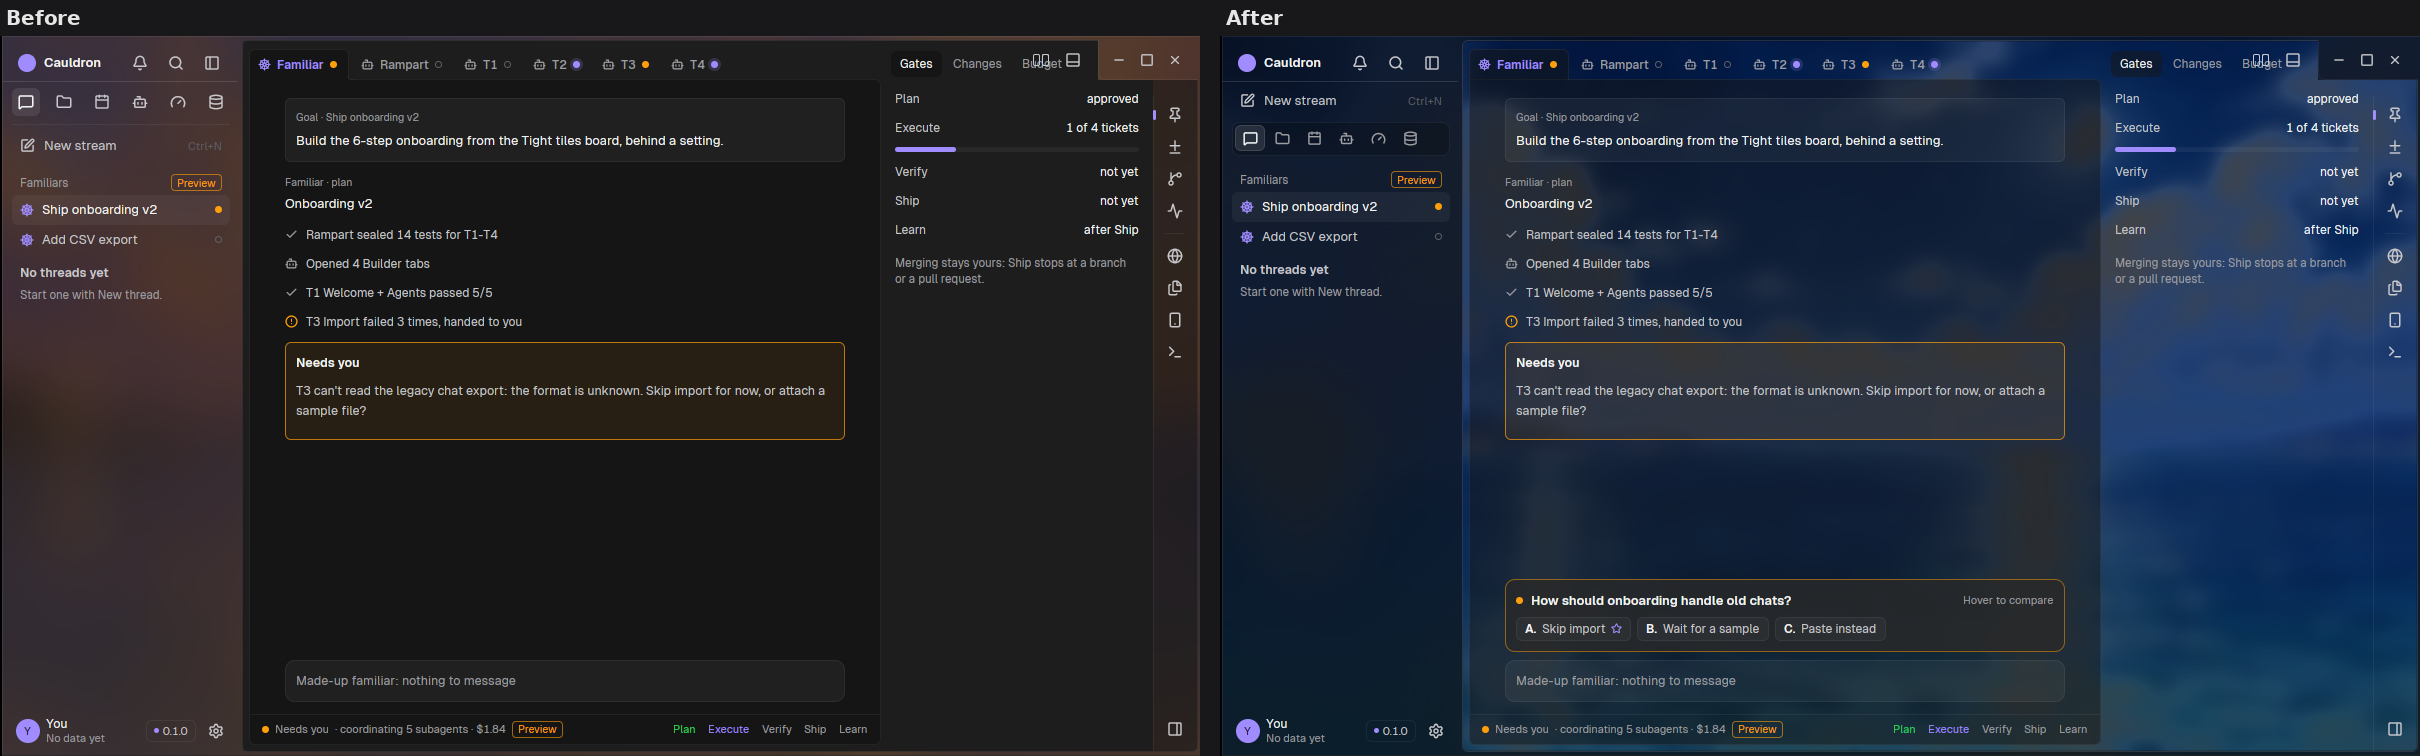 Before
Cauldron
New stream Ctrl+N
Familiars Preview
Ship onboarding v2
Add CSV export
No threads yet
Start one with New thread.
Y
You
No data yet
0.1.0
Familiar Rampart T1 T2 T3 T4
Goal · Ship onboarding v2
Build the 6-step onboarding from the Tight tiles board, behind a setting.
Familiar · plan
Onboarding v2
Rampart sealed 14 tests for T1-T4
Opened 4 Builder tabs
T1 Welcome + Agents passed 5/5
T3 Import failed 3 times, handed to you
Needs you
T3 can't read the legacy chat export: the format is unknown. Skip import for now, or attach a
sample file?
Made-up familiar: nothing to message
Needs you · coordinating 5 subagents · $1.84 Preview Plan Execute Verify Ship Learn
Gates Changes Budget
Plan approved
Execute 1 of 4 tickets
Verify not yet
Ship not yet
Learn after Ship
Merging stays yours: Ship stops at a branch
or a pull request.
After
Cauldron
New stream Ctrl+N
Familiars Preview
Ship onboarding v2
Add CSV export
No threads yet
Start one with New thread.
Y
You
No data yet
0.1.0
Familiar Rampart T1 T2 T3 T4
Goal · Ship onboarding v2
Build the 6-step onboarding from the Tight tiles board, behind a setting.
Familiar · plan
Onboarding v2
Rampart sealed 14 tests for T1-T4
Opened 4 Builder tabs
T1 Welcome + Agents passed 5/5
T3 Import failed 3 times, handed to you
Needs you
T3 can't read the legacy chat export: the format is unknown. Skip import for now, or attach a
sample file?
How should onboarding handle old chats? Hover to compare
A. Skip import B. Wait for a sample C. Paste instead
Made-up familiar: nothing to message
Needs you · coordinating 5 subagents · $1.84 Preview Plan Execute Verify Ship Learn
Gates Changes Budget
Plan approved
Execute 1 of 4 tickets
Verify not yet
Ship not yet
Learn after Ship
Merging stays yours: Ship stops at a branch
or a pull request.